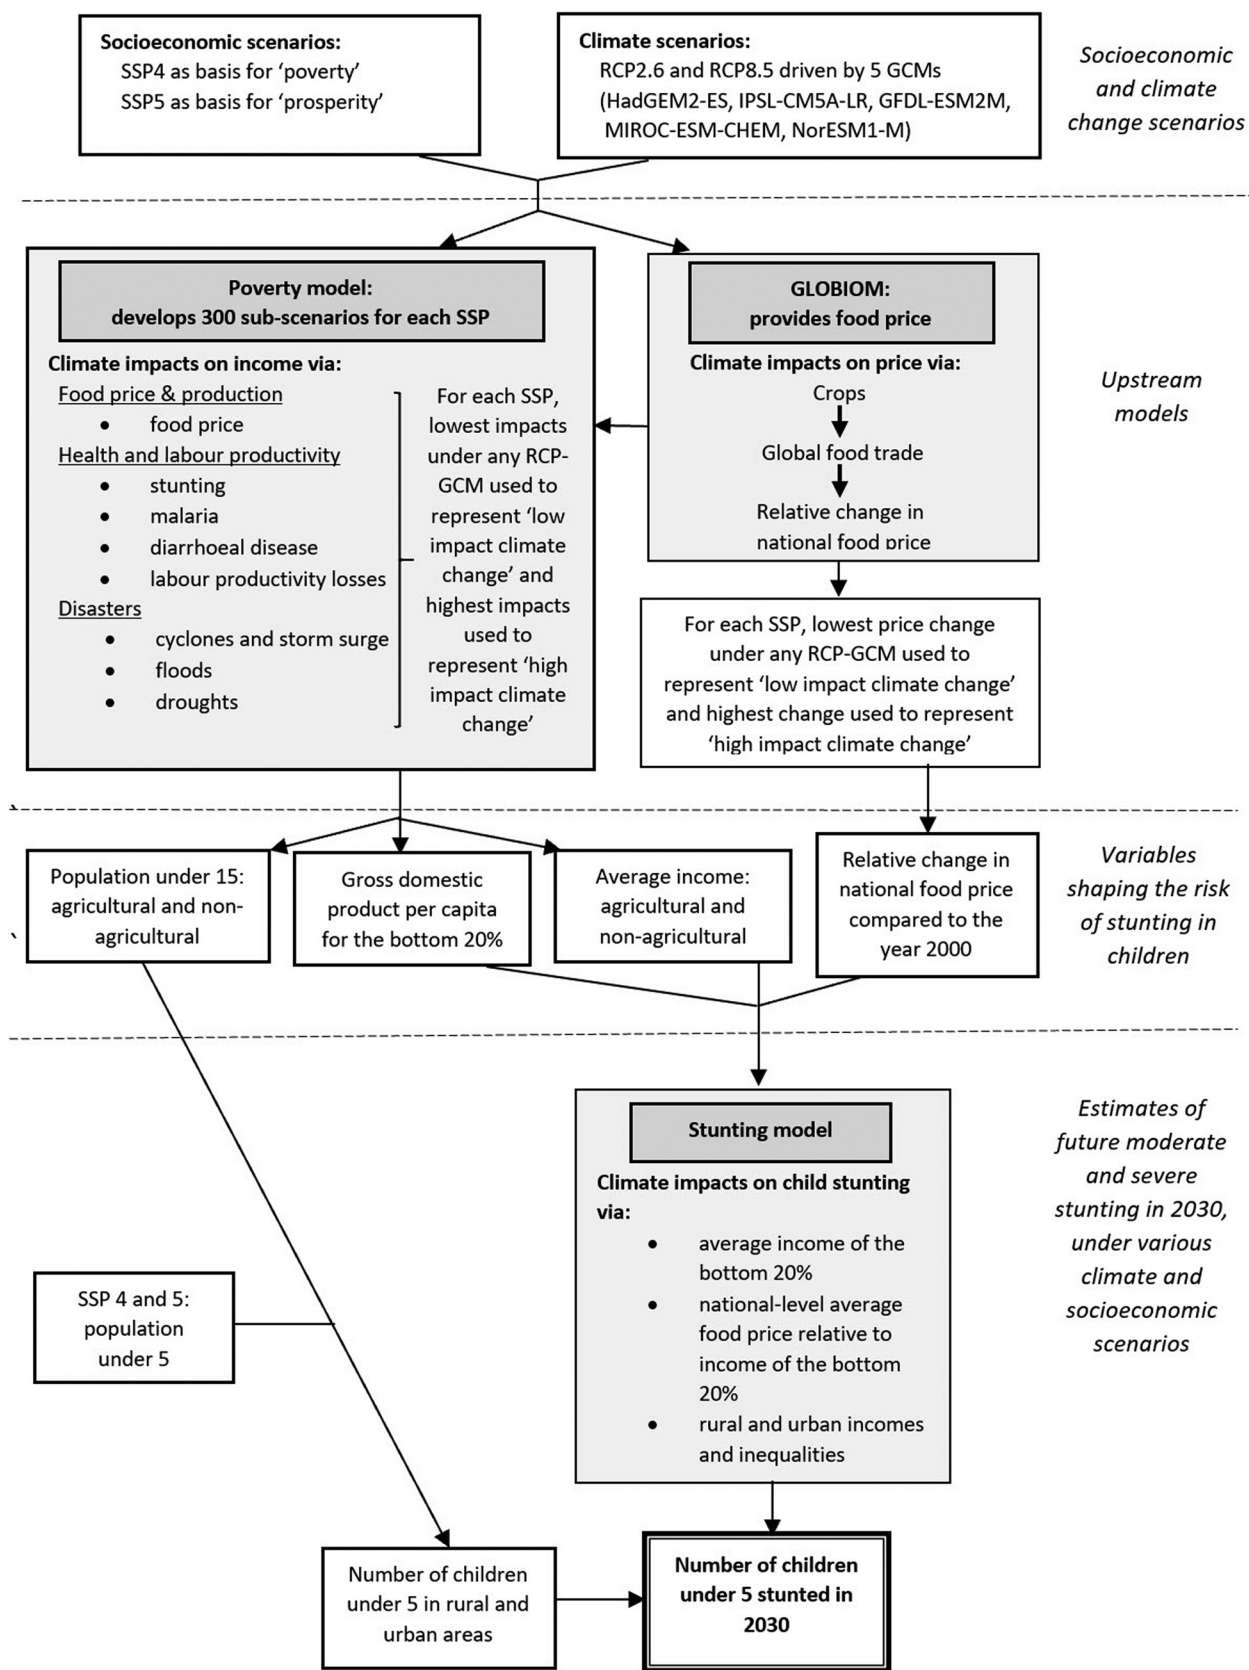 Socioeconomic scenarios:
SSP4 as basis for ‘poverty’
SSP5 as basis for ‘prosperity’
Climate scenarios:
RCP2.6 and RCP8.5 driven by 5 GCMs
(HadGEM2-ES, IPSL-CM5A-LR, GFDL-ESM2M,
MIROC-ESM-CHEM, NorESM1-M)
Socioeconomic
and climate
change scenarios
Poverty model:
develops 300 sub-scenarios for each SSP
Climate impacts on income via:
Food price & production
• food price
Health and labour productivity
• stunting
• malaria
• diarrhoeal disease
• labour productivity losses
Disasters
• cyclones and storm surge
• floods
• droughts
For each SSP,
lowest impacts
under any RCP-
GCM used to
represent ‘low
impact climate
change’ and
highest impacts
used to
represent ‘high
impact climate
change’
GLOBIOM:
provides food price
Climate impacts on price via:
Crops
Global food trade
Relative change in
national food price
Upstream
models
For each SSP, lowest price change
under any RCP-GCM used to
represent ‘low impact climate change’
and highest change used to represent
‘high impact climate change’
Population under 15:
agricultural and non-
agricultural
Gross domestic
product per capita
for the bottom 20%
Average income:
agricultural and
non-agricultural
Relative change in
national food price
compared to the
year 2000
Variables
shaping the risk
of stunting in
children
Stunting model
Climate impacts on child stunting
via:
• average income of the
bottom 20%
• national-level average
food price relative to
income of the bottom
20%
• rural and urban incomes
and inequalities
Estimates of
future moderate
and severe
stunting in 2030,
under various
climate and
socioeconomic
scenarios
SSP 4 and 5:
population
under 5
Number of children
under 5 in rural and
urban areas
Number of children
under 5 stunted in
2030